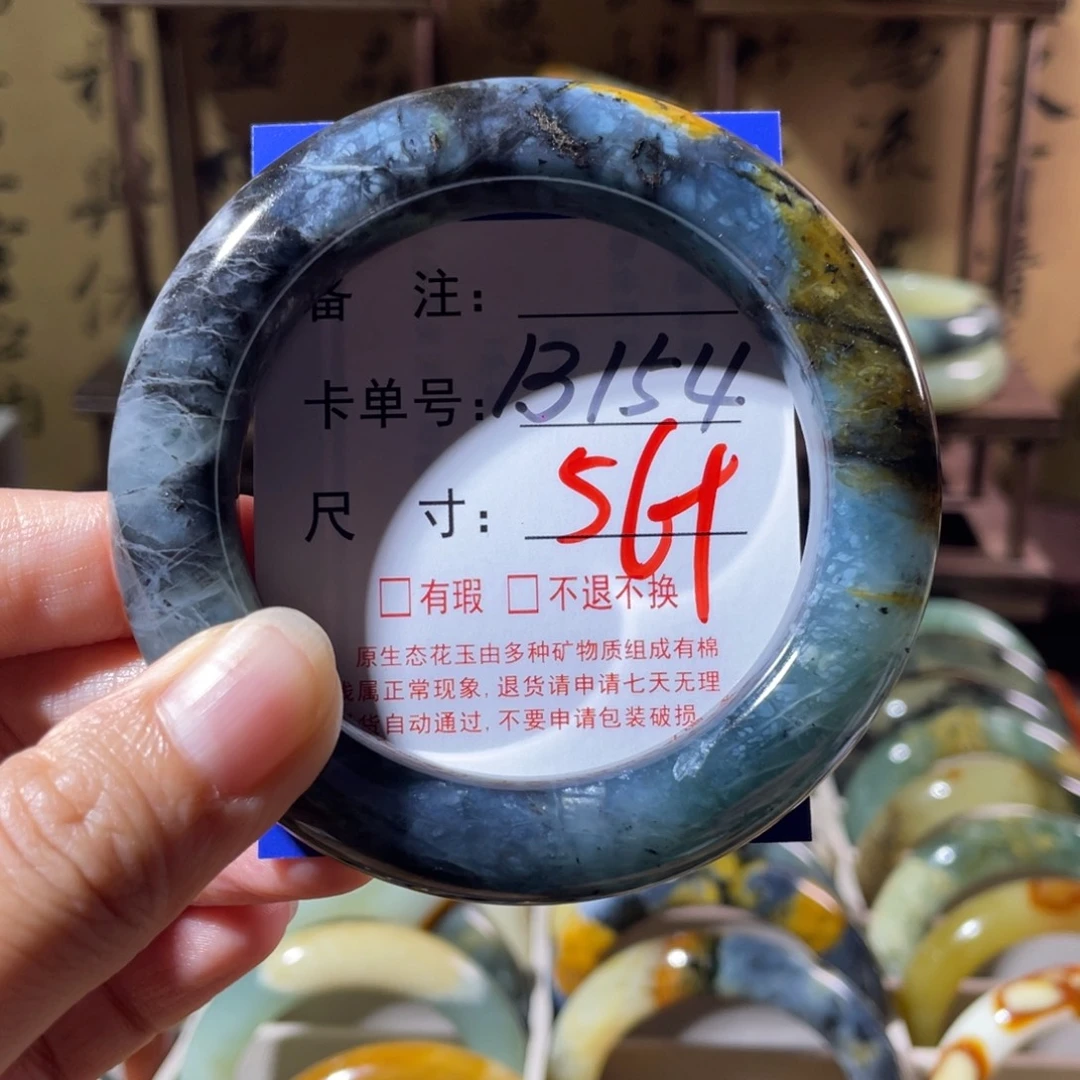 备 注：
卡单号：B154
尺 寸：561
□有瑕 □不退不换
原生态花玉由多种矿物质组成有棉
线属正常现象, 退货请申请七天无理
货自动通过, 不要申请包装破损